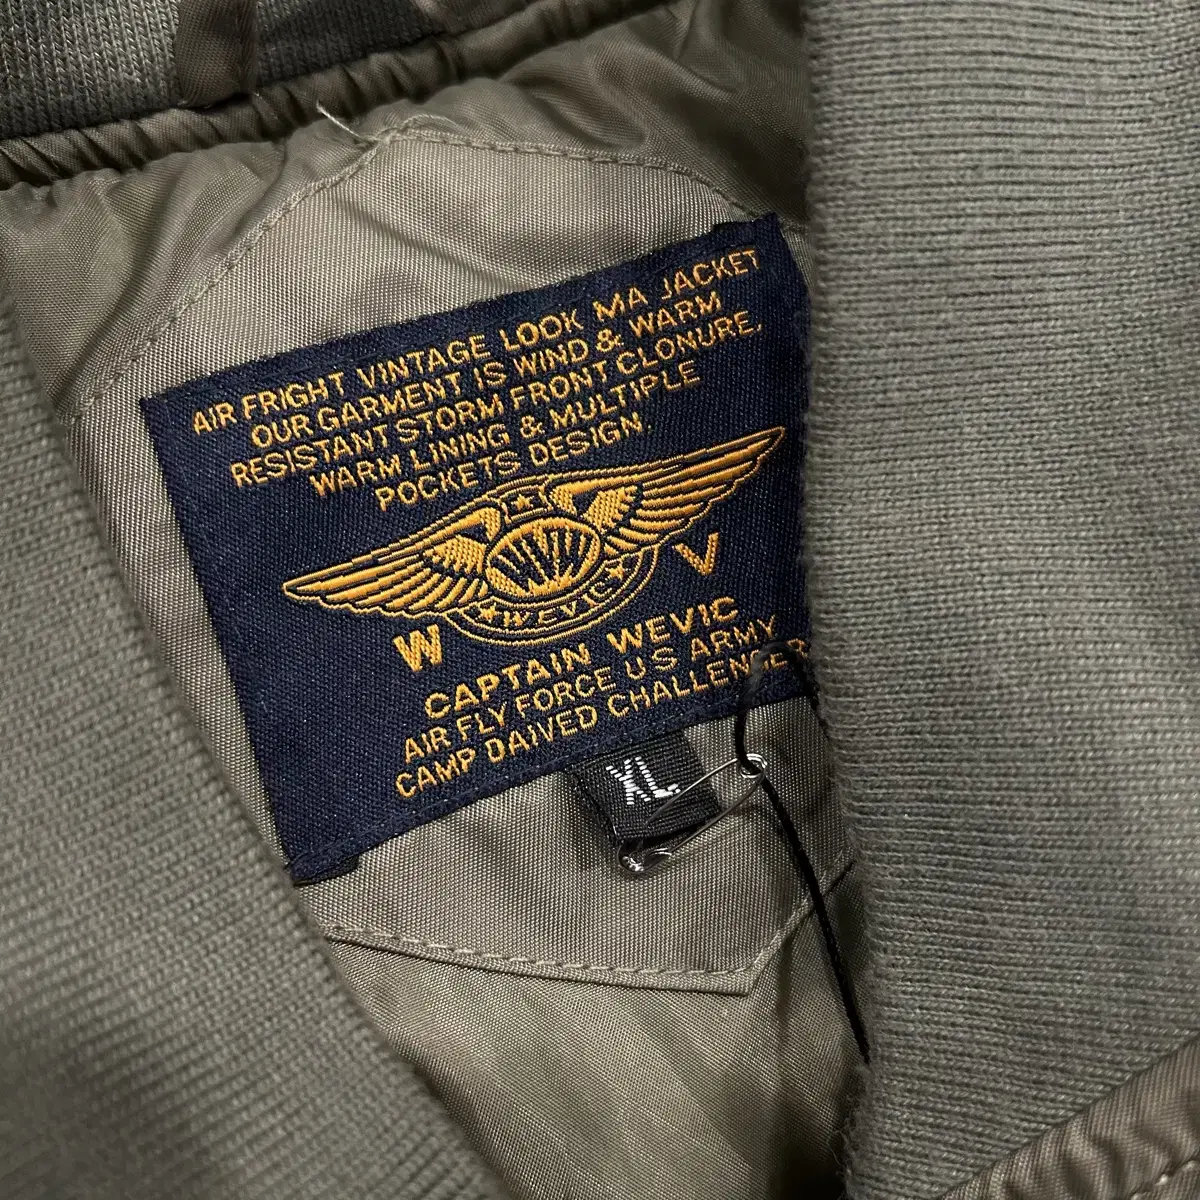 AIR FRIGHT VINTAGE LOOK MA JACKET
OUR GARMENT IS WIND & WARM
RESISTANT STORM FRONT CLONURE.
WARM LINING & MULTIPLE
POCKETS DESIGN.
WEVIC
W V
CAPTAIN WEVIC
AIR FLY FORCE US ARMY
CAMP DAIVED CHALLENGER
XL